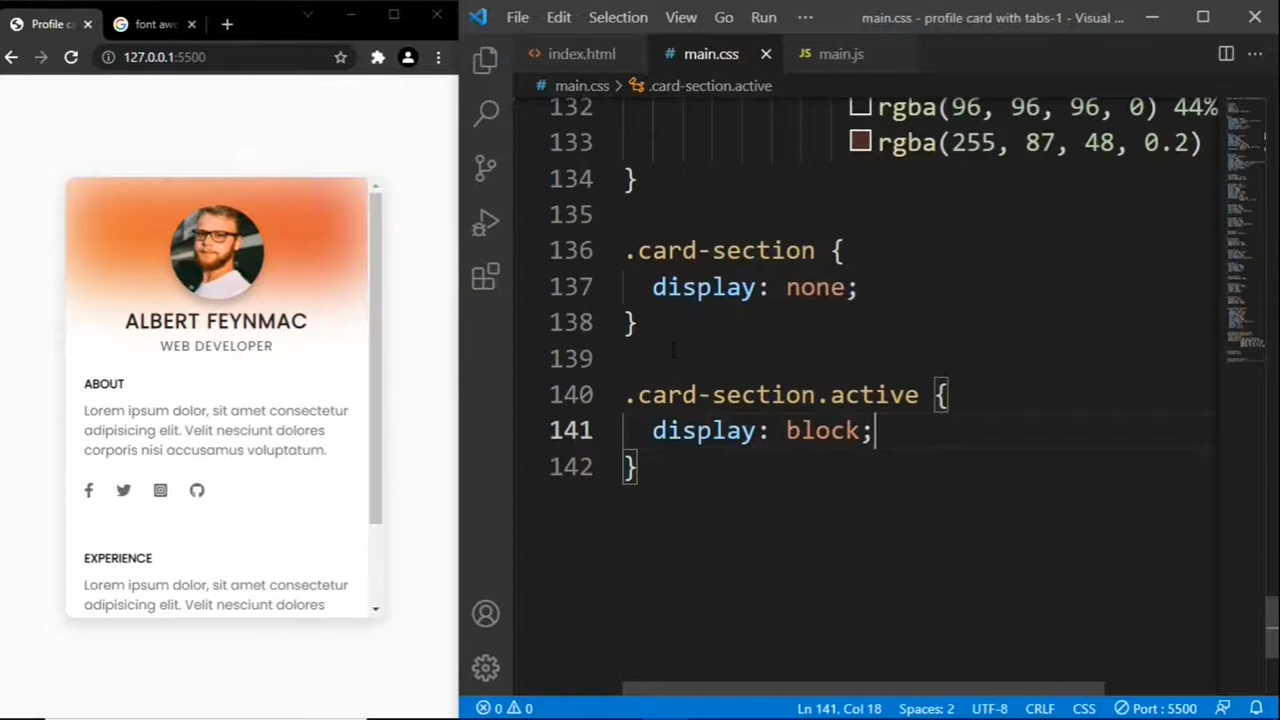 Profile c
font awe
127.0.0.1:5500
ALBERT FEYNMAC
WEB DEVELOPER
ABOUT
Lorem ipsum dolor, sit amet consectetur
adipisicing elit. Velit nesciunt dolores
corporis nisi accusamus voluptatum.
EXPERIENCE
Lorem ipsum dolor, sit amet consectetur
adipisicing elit. Velit nesciunt dolores
File Edit Selection View Go Run ··· main.css - profile card with tabs-1 - Visual ...
<> index.html # main.css JS main.js
# main.css > .card-section.active
132 rgba(96, 96, 96, 0) 44%
133 rgba(255, 87, 48, 0.2)
134 }
135
136 .card-section {
137 display: none;
138 }
139
140 .card-section.active {
141 display: block;
142 }
0 0 Ln 141, Col 18 Spaces: 2 UTF-8 CRLF CSS Port : 5500